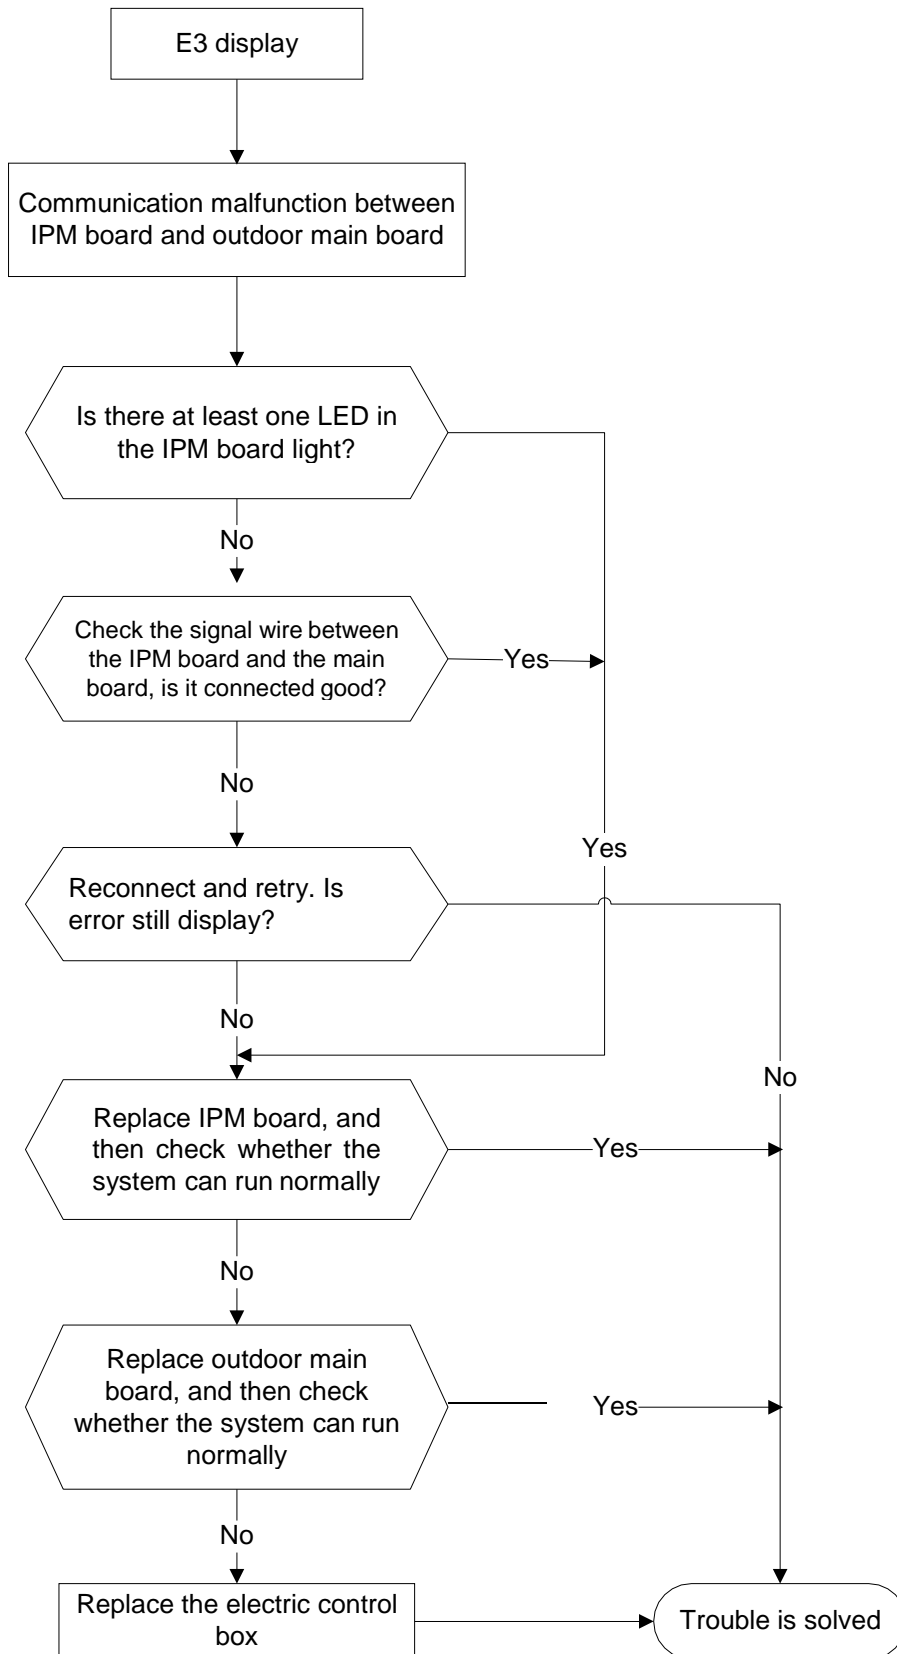 E3 display
Communication malfunction between
IPM board and outdoor main board
Is there at least one LED in
the IPM board light?
No
Check the signal wire between
the IPM board and the main
board, is it connected good?
Yes
No
Yes
Reconnect and retry. Is
error still display?
No
No
Replace IPM board, and
then check whether the
system can run normally
Yes
No
Replace outdoor main
board, and then check
whether the system can run
normally
Yes
No
Replace the electric control
box
Trouble is solved